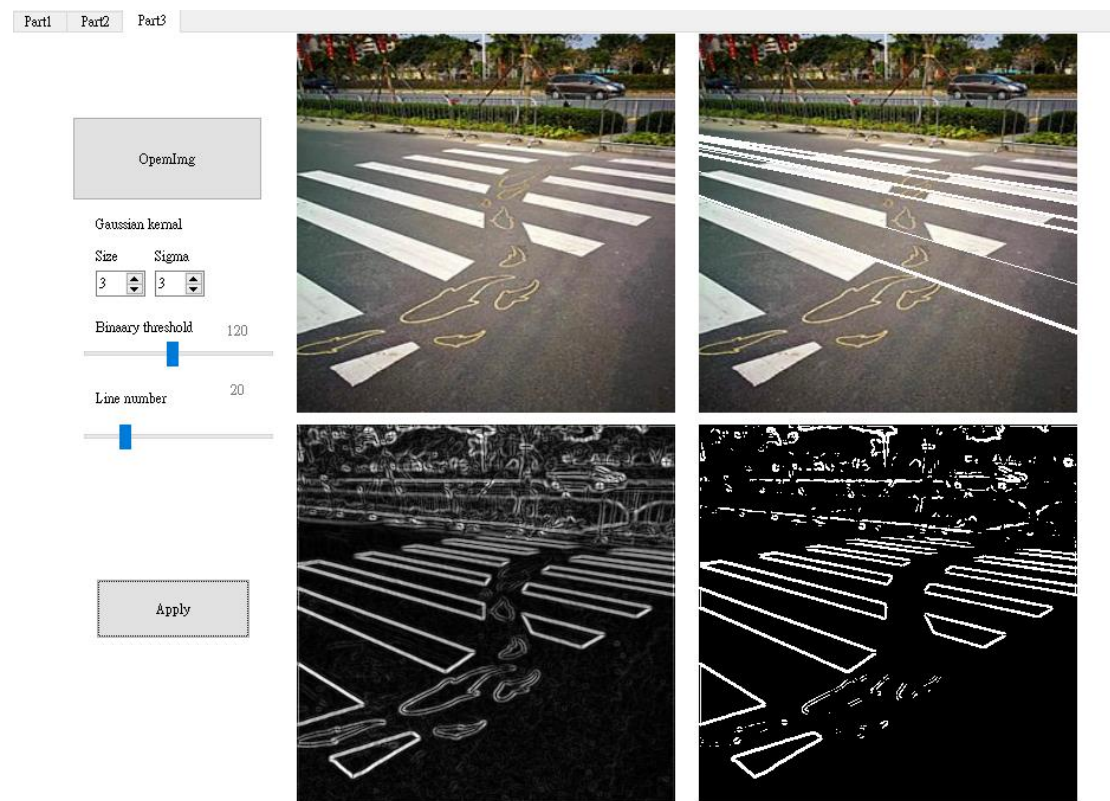 Part1 Part2 Part3
OpemImg
Gaussian kernal
Size Sigma
3 3
Binaary threshold 120
Line number 20
Apply